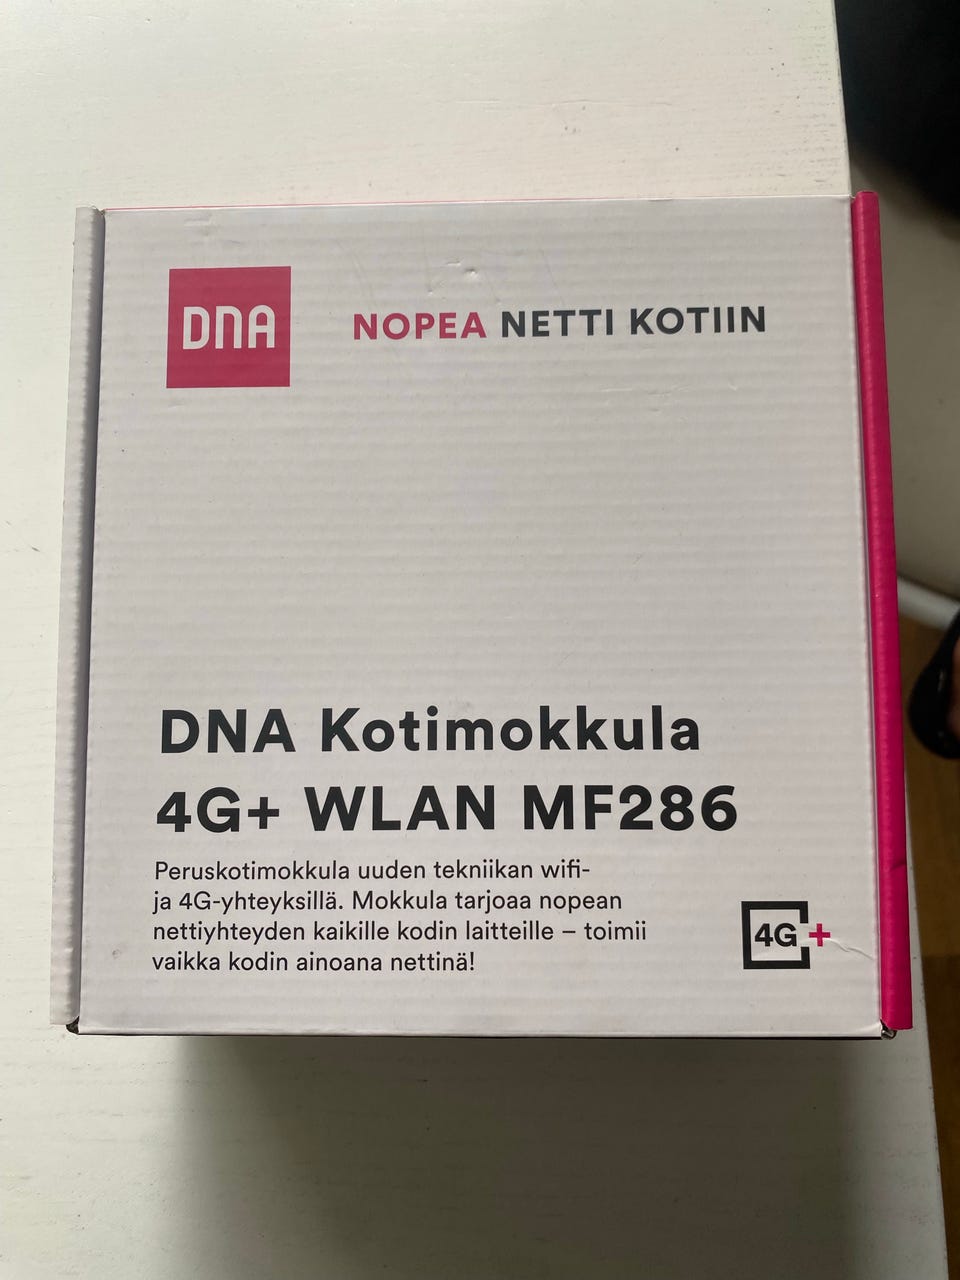 DNA
NOPEA NETTI KOTIIN
DNA Kotimokkula
4G+ WLAN MF286
Peruskotimokkula uuden tekniikan wifi-
ja 4G-yhteyksillä. Mokkula tarjoaa nopean
nettiyhteyden kaikille kodin laitteille – toimii
vaikka kodin ainoana nettinä!
4G+